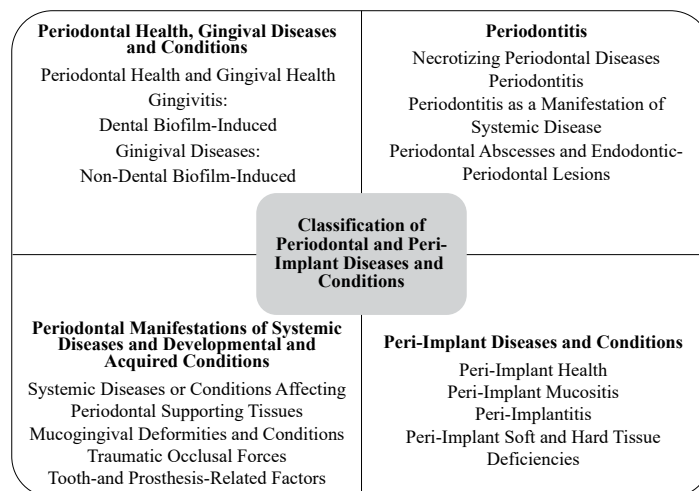 Periodontal Health, Gingival Diseases
and Conditions
Periodontal Health and Gingival Health
Gingivitis:
Dental Biofilm-Induced
Ginigival Diseases:
Non-Dental Biofilm-Induced
Periodontitis
Necrotizing Periodontal Diseases
Periodontitis
Periodontitis as a Manifestation of
Systemic Disease
Periodontal Abscesses and Endodontic-
Periodontal Lesions
Classification of
Periodontal and Peri-
Implant Diseases and
Conditions
Periodontal Manifestations of Systemic
Diseases and Developmental and
Acquired Conditions
Systemic Diseases or Conditions Affecting
Periodontal Supporting Tissues
Mucogingival Deformities and Conditions
Traumatic Occlusal Forces
Tooth-and Prosthesis-Related Factors
Peri-Implant Diseases and Conditions
Peri-Implant Health
Peri-Implant Mucositis
Peri-Implantitis
Peri-Implant Soft and Hard Tissue
Deficiencies